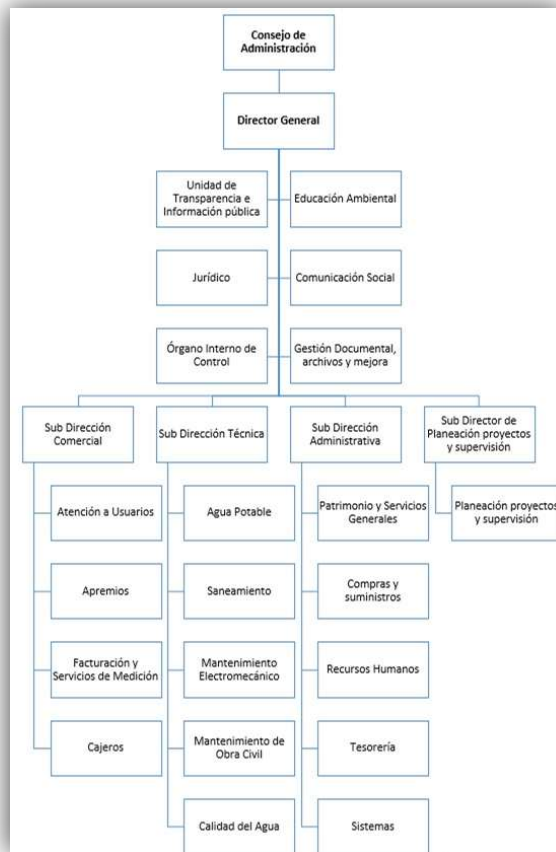 Consejo de
Administración
Director General
Unidad de
Transparencia e
Información pública
Educación Ambiental
Jurídico
Comunicación Social
Órgano Interno de
Control
Gestión Documental,
archivos y mejora
Sub Dirección
Comercial
Sub Dirección Técnica
Sub Dirección
Administrativa
Sub Director de
Planeación proyectos
y supervisión
Atención a Usuarios
Agua Potable
Patrimonio y Servicios
Generales
Planeación proyectos
y supervisión
Apremios
Saneamiento
Compras y
suministros
Facturación y
Servicios de Medición
Mantenimiento
Electromecánico
Recursos Humanos
Cajeros
Mantenimiento de
Obra Civil
Tesorería
Calidad del Agua
Sistemas